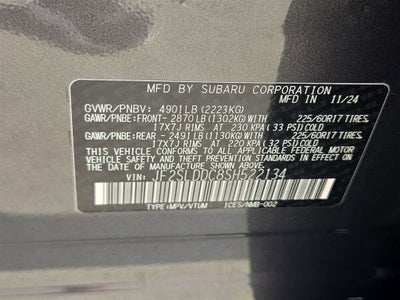 MFD. BY SUBARU CORPORATION IN 11/24
GVWR/PNBV: 4901LB (2223KG)
GAWR/PNBE:FRONT- 2870LB(1302KG)WITH 225/60R17 TIRES,
17X7J RIMS AT 230 KPA(33 PSI)COLD
GAWR/PNBE:REAR - 2491LB(1130KG)WITH 225/60R17 TIRES,
17X7J RIMS AT 220 KPA(32 PSI)COLD
THIS VEHICLE CONFORMS TO ALL APPLICABLE
FEDERAL MOTOR VEHICLE SAFETY, BUMPER, AND
THEFT PREVENTION STANDARDS IN EFFECT ON THE
DATE OF MANUFACTURE SHOWN ABOVE.
VIN: JF2SLDDC8SH522134
TYPE:MPV/VTUM 1CES/NMB-002